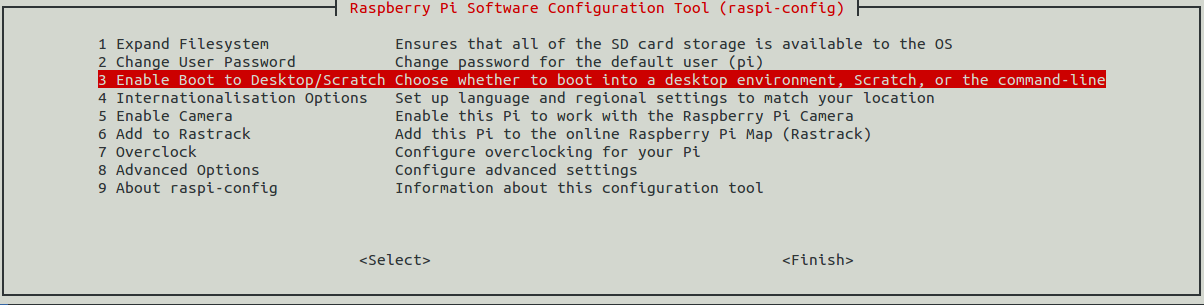 Raspberry Pi Software Configuration Tool (raspi-config)
1 Expand Filesystem Ensures that all of the SD card storage is available to the OS
2 Change User Password Change password for the default user (pi)
3 Enable Boot to Desktop/Scratch Choose whether to boot into a desktop environment, Scratch, or the command-line
4 Internationalisation Options Set up language and regional settings to match your location
5 Enable Camera Enable this Pi to work with the Raspberry Pi Camera
6 Add to Rastrack Add this Pi to the online Raspberry Pi Map (Rastrack)
7 Overclock Configure overclocking for your Pi
8 Advanced Options Configure advanced settings
9 About raspi-config Information about this configuration tool
<Select> <Finish>